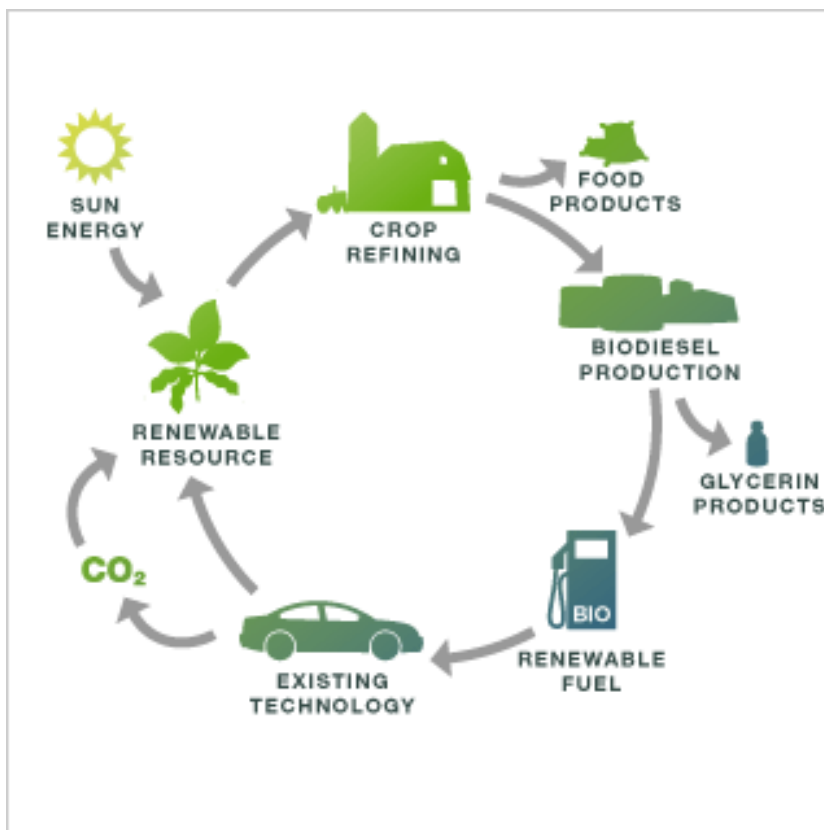 SUN
ENERGY
CROP
REFINING
FOOD
PRODUCTS
BIODIESEL
PRODUCTION
GLYCERIN
PRODUCTS
BIO
RENEWABLE
FUEL
EXISTING
TECHNOLOGY
CO₂
RENEWABLE
RESOURCE